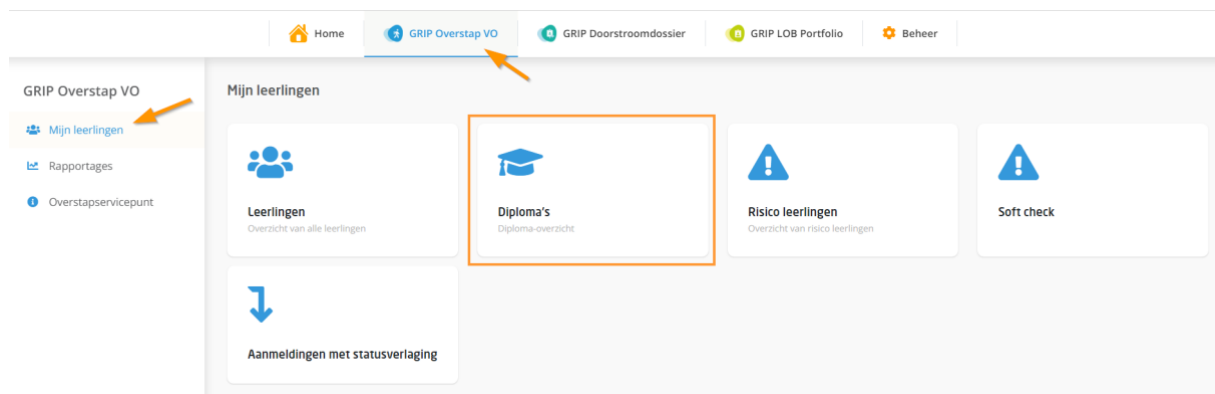 Home
GRIP Overstap VO
GRIP Doorstroomdossier
GRIP LOB Portfolio
Beheer
GRIP Overstap VO
Mijn leerlingen
Rapportages
Overstapservicepunt
Mijn leerlingen
Leerlingen
Overzicht van alle leerlingen
Diploma's
Diploma-overzicht
Risico leerlingen
Overzicht van risico leerlingen
Soft check
Aanmeldingen met statusverlaging